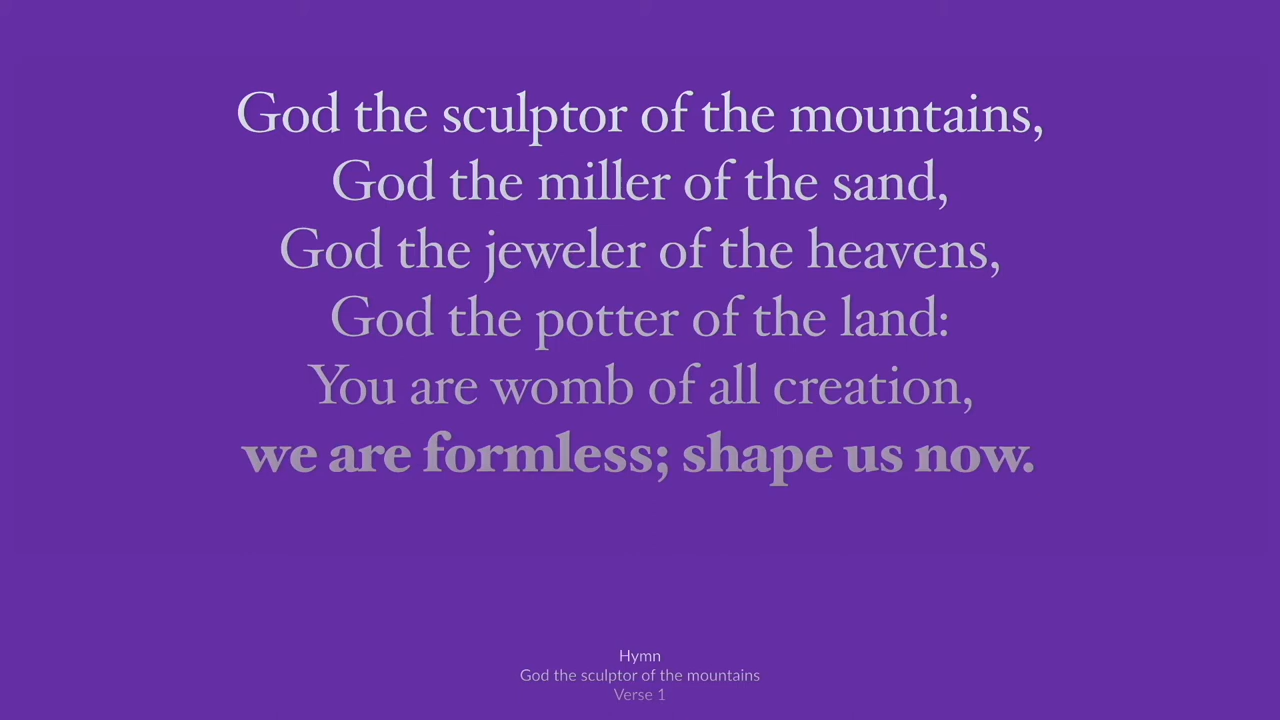 God the sculptor of the mountains,
God the miller of the sand,
God the jeweler of the heavens,
God the potter of the land:
You are womb of all creation,
we are formless; shape us now.
Hymn
God the sculptor of the mountains
Verse 1